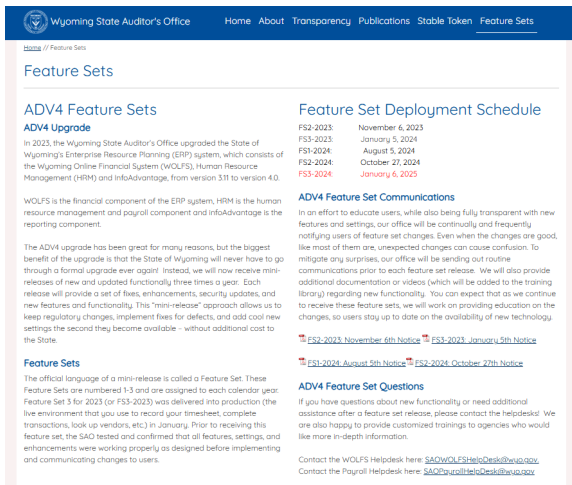 Wyoming State Auditor's Office
Home About Transparency Publications Stable Token Feature Sets
Home // Feature Sets
Feature Sets
ADV4 Feature Sets
ADV4 Upgrade
In 2023, the Wyoming State Auditor's Office upgraded the State of
Wyoming's Enterprise Resource Planning (ERP) system, which consists of
the Wyoming Online Financial System (WOLFS), Human Resource
Management (HRM) and InfoAdvantage, from version 3.11 to version 4.0.
WOLFS is the financial component of the ERP system, HRM is the human
resource management and payroll component and InfoAdvantage is the
reporting component.
The ADV4 upgrade has been great for many reasons, but the biggest
benefit of the upgrade is that the State of Wyoming will never have to go
through a formal upgrade ever again! Instead, we will now receive mini-
releases of new and updated functionally three times a year. Each
release will provide a set of fixes, enhancements, security updates, and
new features and functionality. This "mini-release" approach allows us to
keep regulatory changes, implement fixes for defects, and add cool new
settings the second they become available – without additional cost to
the State.
Feature Sets
The official language of a mini-release is called a Feature Set. These
Feature Sets are numbered 1-3 and are assigned to each calendar year.
Feature Set 3 for 2023 (or FS3-2023) was delivered into production (the
live environment that you use to record your timesheet, complete
transactions, look up vendors, etc.) in January. Prior to receiving this
feature set, the SAO tested and confirmed that all features, settings, and
enhancements were working properly as designed before implementing
and communicating changes to users.
Feature Set Deployment Schedule
FS2-2023: November 6, 2023
FS3-2023: January 5, 2024
FS1-2024: August 5, 2024
FS2-2024: October 27, 2024
FS3-2024: January 6, 2025
ADV4 Feature Set Communications
In an effort to educate users, while also being fully transparent with new
features and settings, our office will be continually and frequently
notifying users of feature set changes. Even when the changes are good,
like most of them are, unexpected changes can cause confusion. To
mitigate any surprises, our office will be sending out routine
communications prior to each feature set release. We will also provide
additional documentation or videos (which will be added to the training
library) regarding new functionality. You can expect that as we continue
to receive these feature sets, we will work on providing education on the
changes, so users stay up to date on the availability of new technology.
FS2-2023: November 6th Notice FS3-2023: January 5th Notice
FS1-2024: August 5th Notice FS2-2024: October 27th Notice
ADV4 Feature Set Questions
If you have questions about new functionality or need additional
assistance after a feature set release, please contact the helpdesks! We
are also happy to provide customized trainings to agencies who would
like more in-depth information.
Contact the WOLFS Helpdesk here: SAOWOLFSHelpDesk@wyo.gov.
Contact the Payroll Helpdesk here: SAOPayrollHelpDesk@wyo.gov